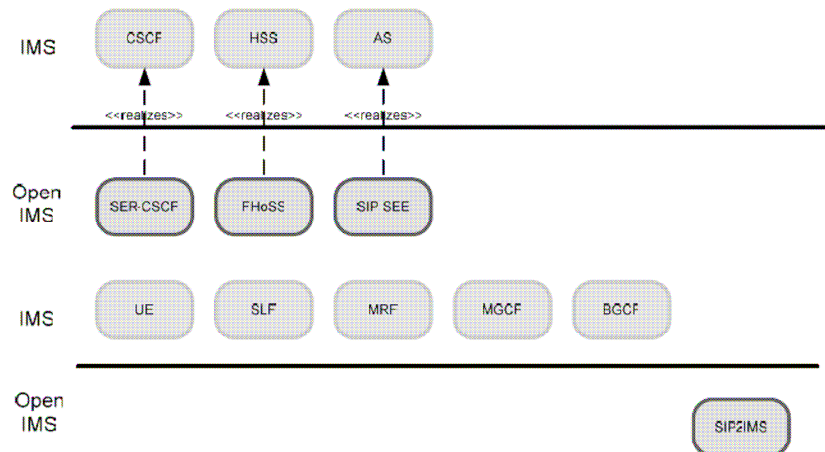 IMS
CSCF
HSS
AS
<<realizes>>
<<realizes>>
<<realizes>>
Open
IMS
SER-CSCF
FHoSS
SIP SEE
IMS
UE
SLF
MRF
MGCF
BGCF
Open
IMS
SIP2IMS